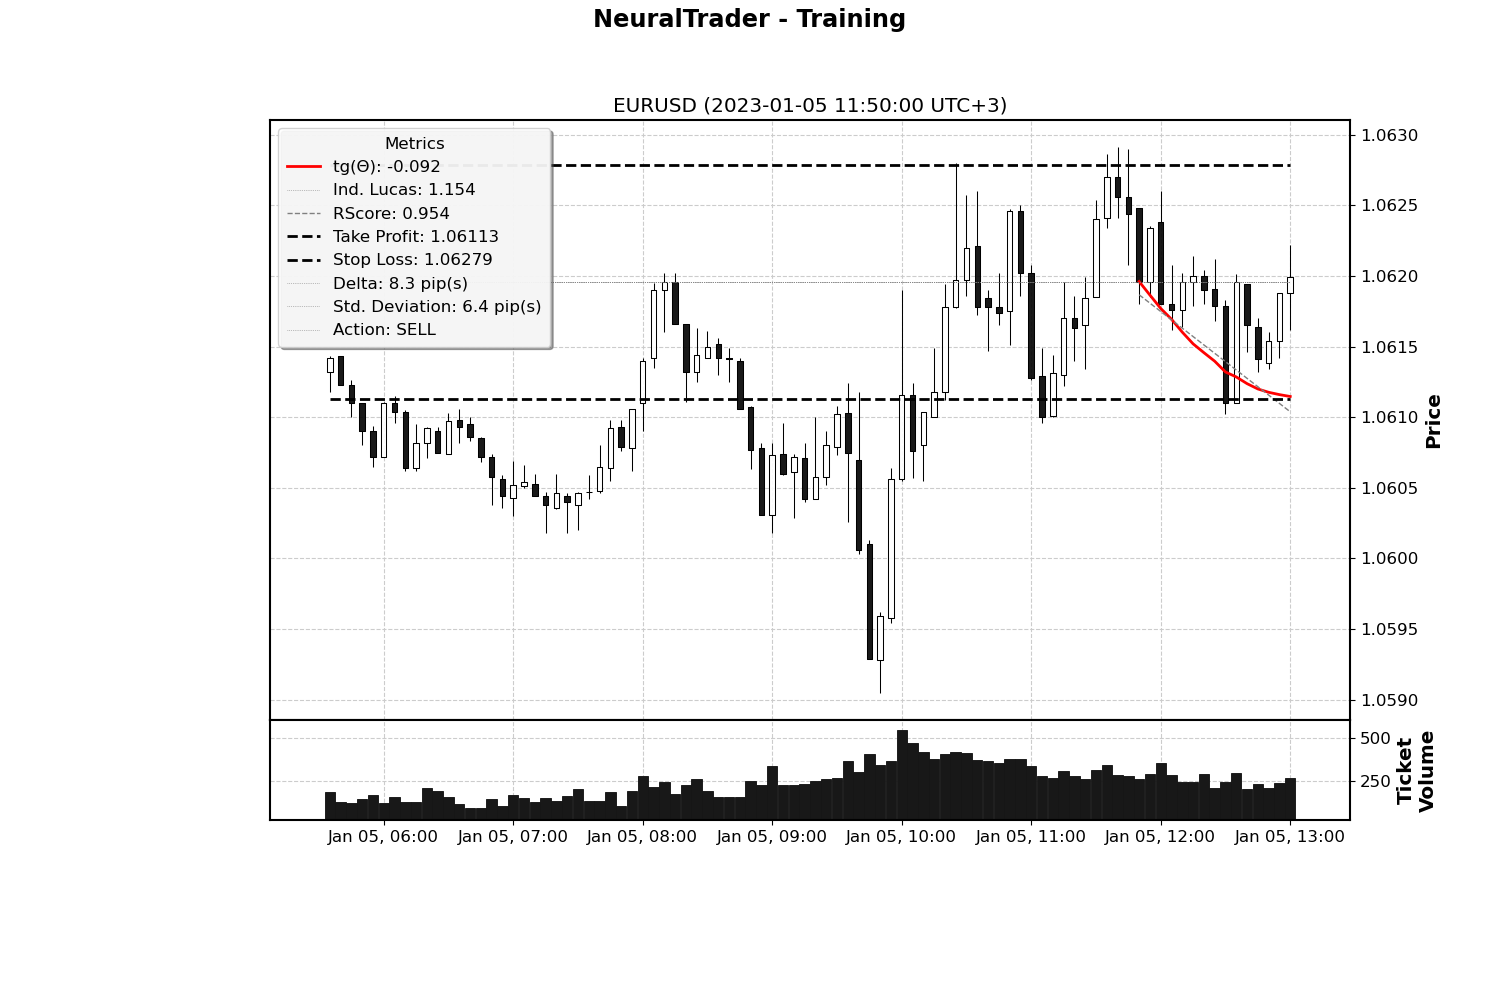 NeuralTrader - Training
EURUSD (2023-01-05 11:50:00 UTC+3)
Metrics
tg(Θ): -0.092
Ind. Lucas: 1.154
RScore: 0.954
Take Profit: 1.06113
Stop Loss: 1.06279
Delta: 8.3 pip(s)
Std. Deviation: 6.4 pip(s)
Action: SELL
1.0630
1.0625
1.0620
1.0615
1.0610
1.0605
1.0600
1.0595
1.0590
Price
500
250
Ticket
Volume
Jan 05, 06:00 Jan 05, 07:00 Jan 05, 08:00 Jan 05, 09:00 Jan 05, 10:00 Jan 05, 11:00 Jan 05, 12:00 Jan 05, 13:00